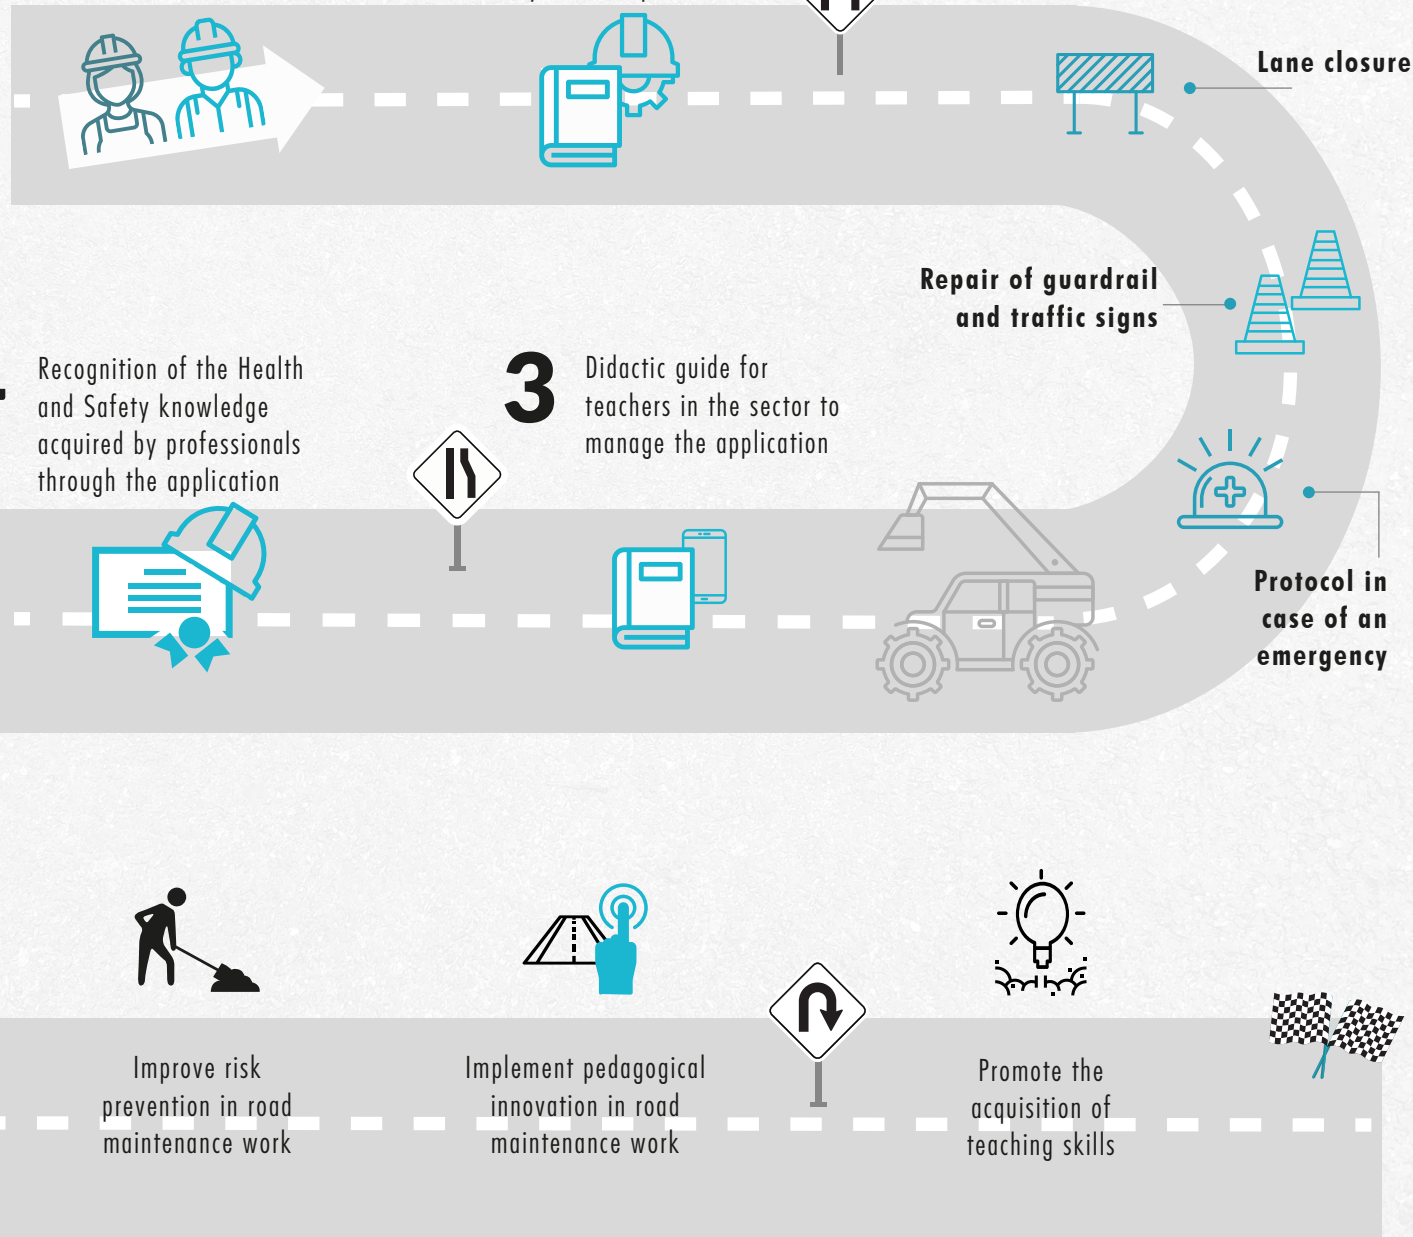 Lane closure
Repair of guardrail
and traffic signs
Recognition of the Health
and Safety knowledge
acquired by professionals
through the application
3
Didactic guide for
teachers in the sector to
manage the application
Protocol in
case of an
emergency
Improve risk
prevention in road
maintenance work
Implement pedagogical
innovation in road
maintenance work
Promote the
acquisition of
teaching skills